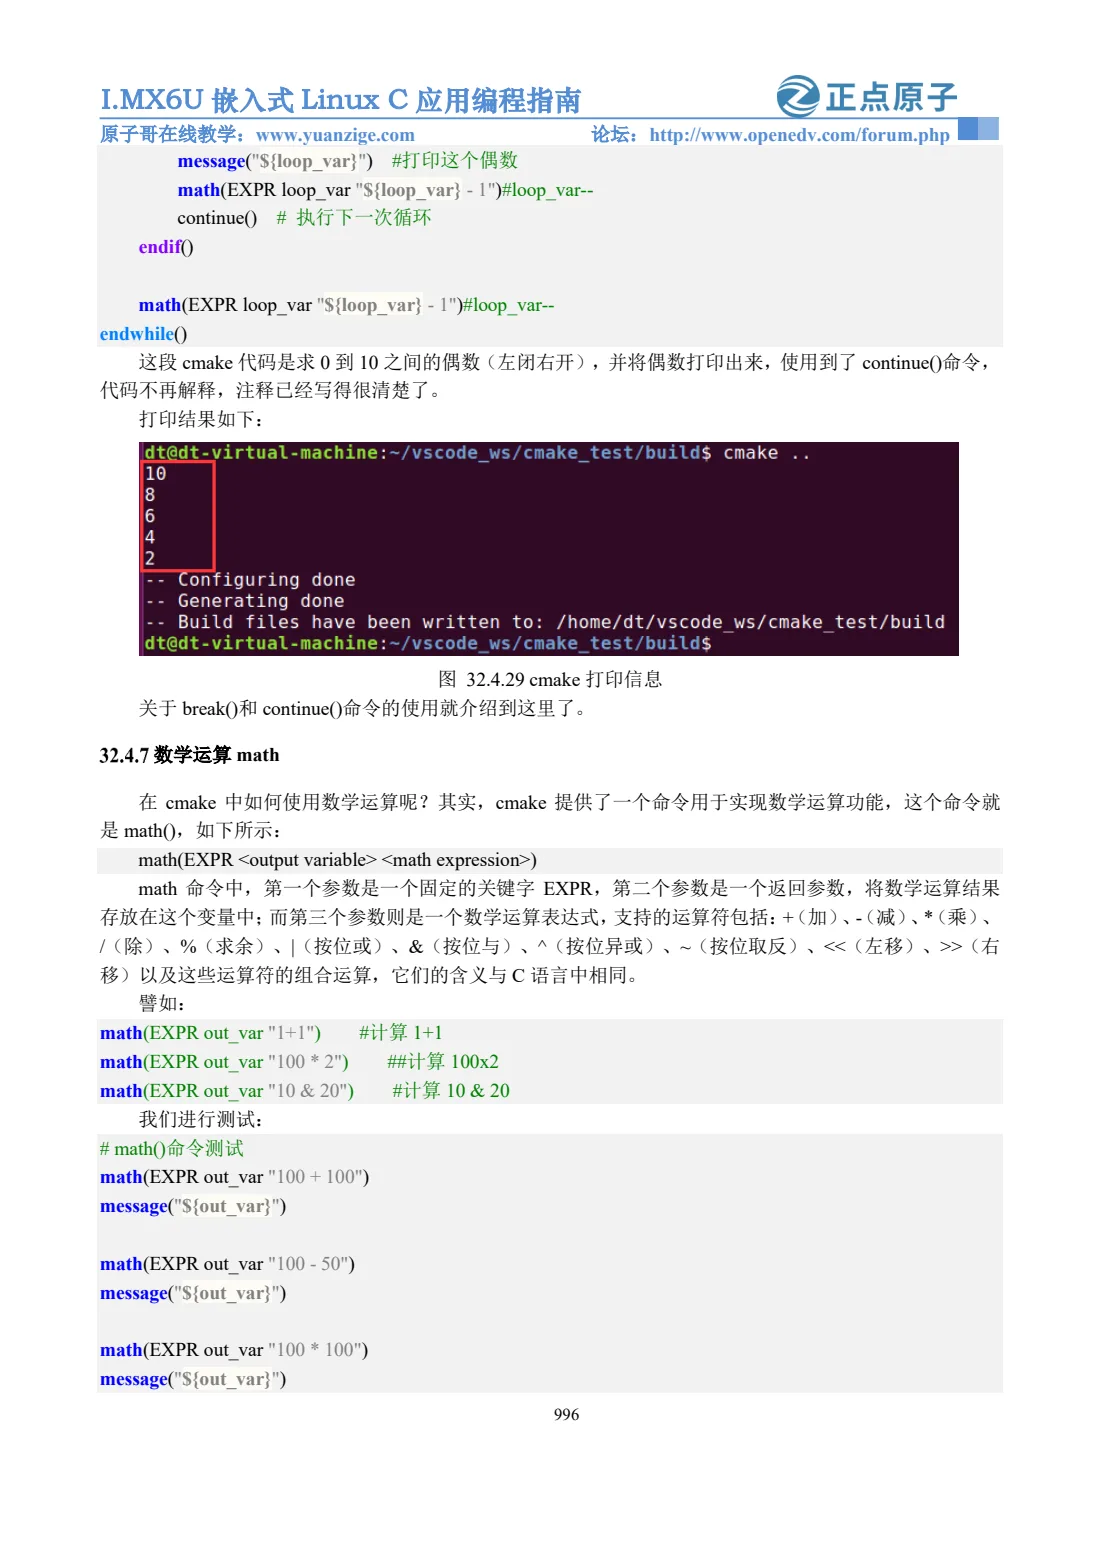 I.MX6U 嵌入式 Linux C 应用编程指南
正点原子
原子哥在线教学：www.yuanzige.com 论坛：http://www.openedv.com/forum.php
message("${loop_var}") #打印这个偶数
math(EXPR loop_var "${loop_var} - 1")#loop_var--
continue() # 执行下一次循环
endif()
math(EXPR loop_var "${loop_var} - 1")#loop_var--
endwhile()
这段 cmake 代码是求 0 到 10 之间的偶数（左闭右开），并将偶数打印出来，使用到了 continue()命令，
代码不再解释，注释已经写得很清楚了。
打印结果如下：
dt@dt-virtual-machine:~/vscode_ws/cmake_test/build$ cmake ..
10
8
6
4
2
-- Configuring done
-- Generating done
-- Build files have been written to: /home/dt/vscode_ws/cmake_test/build
dt@dt-virtual-machine:~/vscode_ws/cmake_test/build$
图 32.4.29 cmake 打印信息
关于 break()和 continue()命令的使用就介绍到这里了。
32.4.7 数学运算 math
在 cmake 中如何使用数学运算呢？其实，cmake 提供了一个命令用于实现数学运算功能，这个命令就
是 math()，如下所示：
math(EXPR <output variable> <math expression>)
math 命令中，第一个参数是一个固定的关键字 EXPR，第二个参数是一个返回参数，将数学运算结果
存放在这个变量中；而第三个参数则是一个数学运算表达式，支持的运算符包括：+（加）、-（减）、*（乘）、
/（除）、%（求余）、|（按位或）、&（按位与）、^（按位异或）、~（按位取反）、<<（左移）、>>（右
移）以及这些运算符的组合运算，它们的含义与 C 语言中相同。
譬如：
math(EXPR out_var "1+1") #计算 1+1
math(EXPR out_var "100 * 2") ##计算 100x2
math(EXPR out_var "10 & 20") #计算 10 & 20
我们进行测试：
# math()命令测试
math(EXPR out_var "100 + 100")
message("${out_var}")
math(EXPR out_var "100 - 50")
message("${out_var}")
math(EXPR out_var "100 * 100")
message("${out_var}")
996